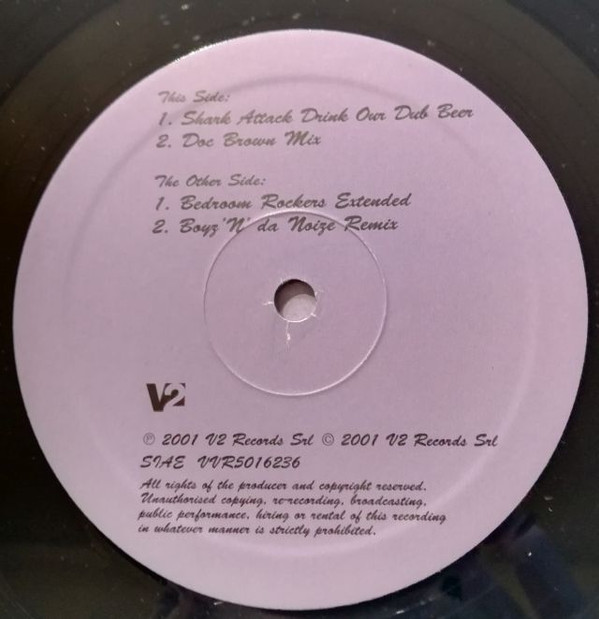 This Side:
1. Shark Attack Drink Our Dub Beer
2. Doc Brown Mix
The Other Side:
1. Bedroom Rockers Extended
2. Boyz 'N' da Noize Remix
V2
℗ 2001 V2 Records Srl © 2001 V2 Records Srl
SIAE VVR5016236
All rights of the producer and copyright reserved.
Unauthorised copying, re-recording, broadcasting,
public performance, hiring or rental of this recording
in whatever manner is strictly prohibited.